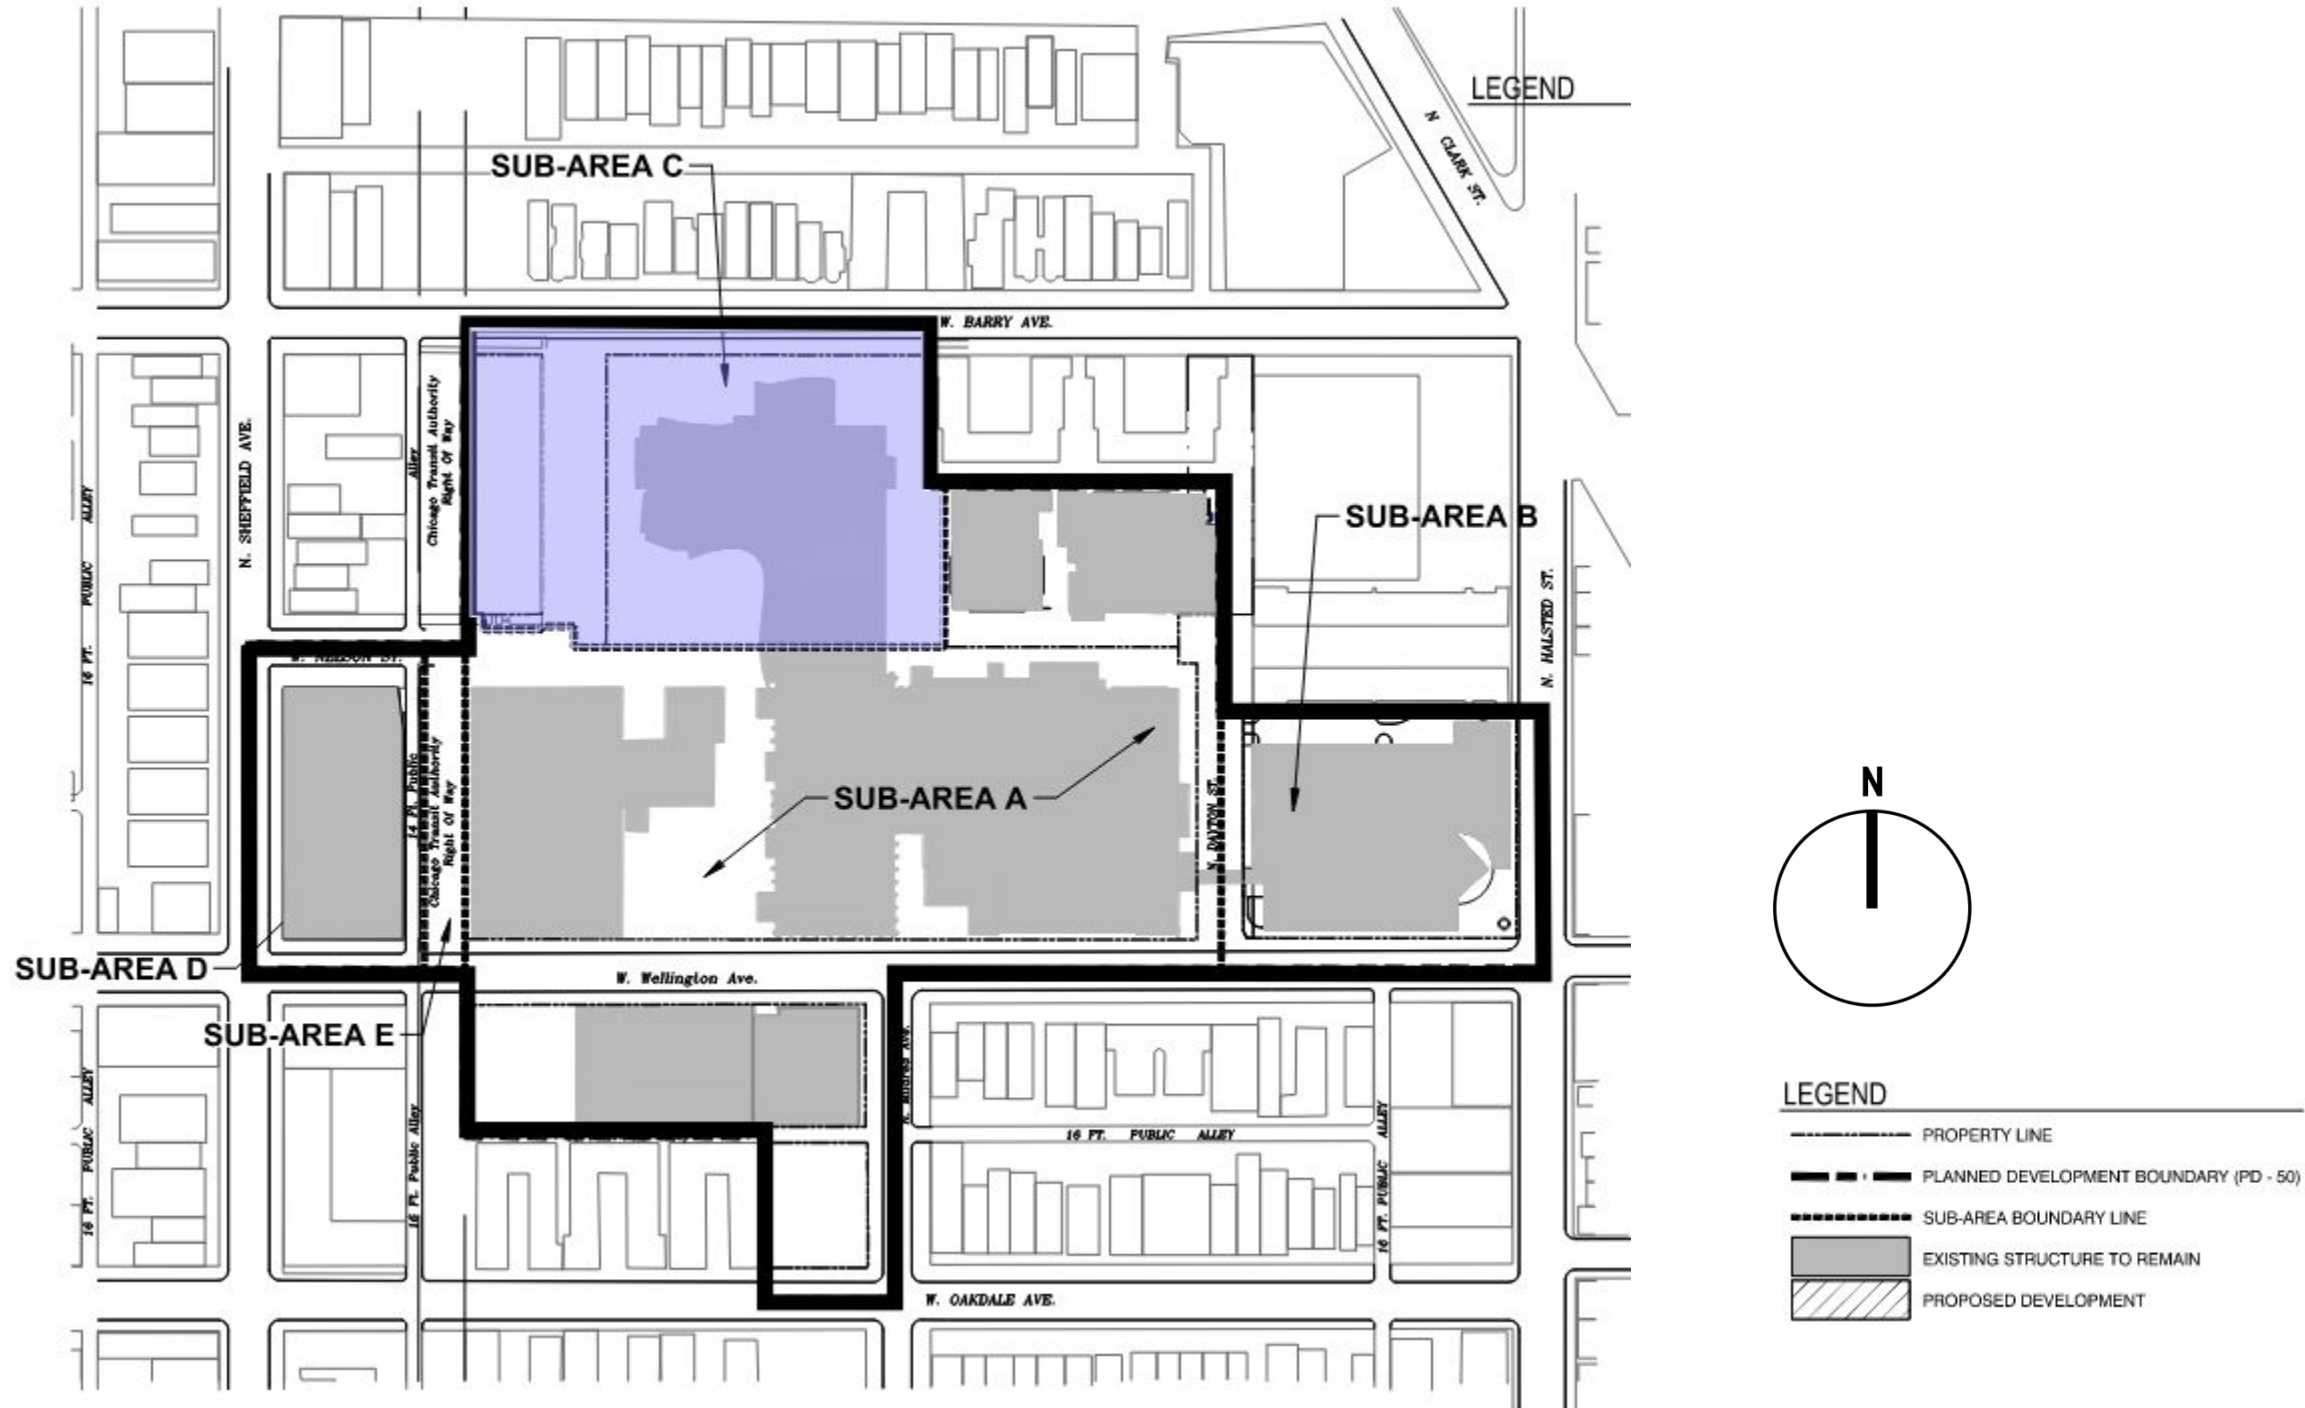 LEGEND
N CLARK ST.
SUB-AREA C
W. BARRY AVE.
N. SHEFFIELD AVE.
Alley
Chicago Transit Authority
Right Of Way
16 FT. PUBLIC ALLEY
SUB-AREA B
N. HALSTED ST.
W. NELSON ST.
14 Ft. Public
Chicago Transit Authority
Right Of Way
SUB-AREA A
N. DAYTON ST.
N
SUB-AREA D
W. Wellington Ave.
SUB-AREA E
16 FT. PUBLIC ALLEY
16 Ft. Public Alley
N. Mildred Ave.
16 FT. PUBLIC ALLEY
16 FT. PUBLIC ALLEY
W. OAKDALE AVE.
LEGEND
PROPERTY LINE
PLANNED DEVELOPMENT BOUNDARY (PD - 50)
SUB-AREA BOUNDARY LINE
EXISTING STRUCTURE TO REMAIN
PROPOSED DEVELOPMENT